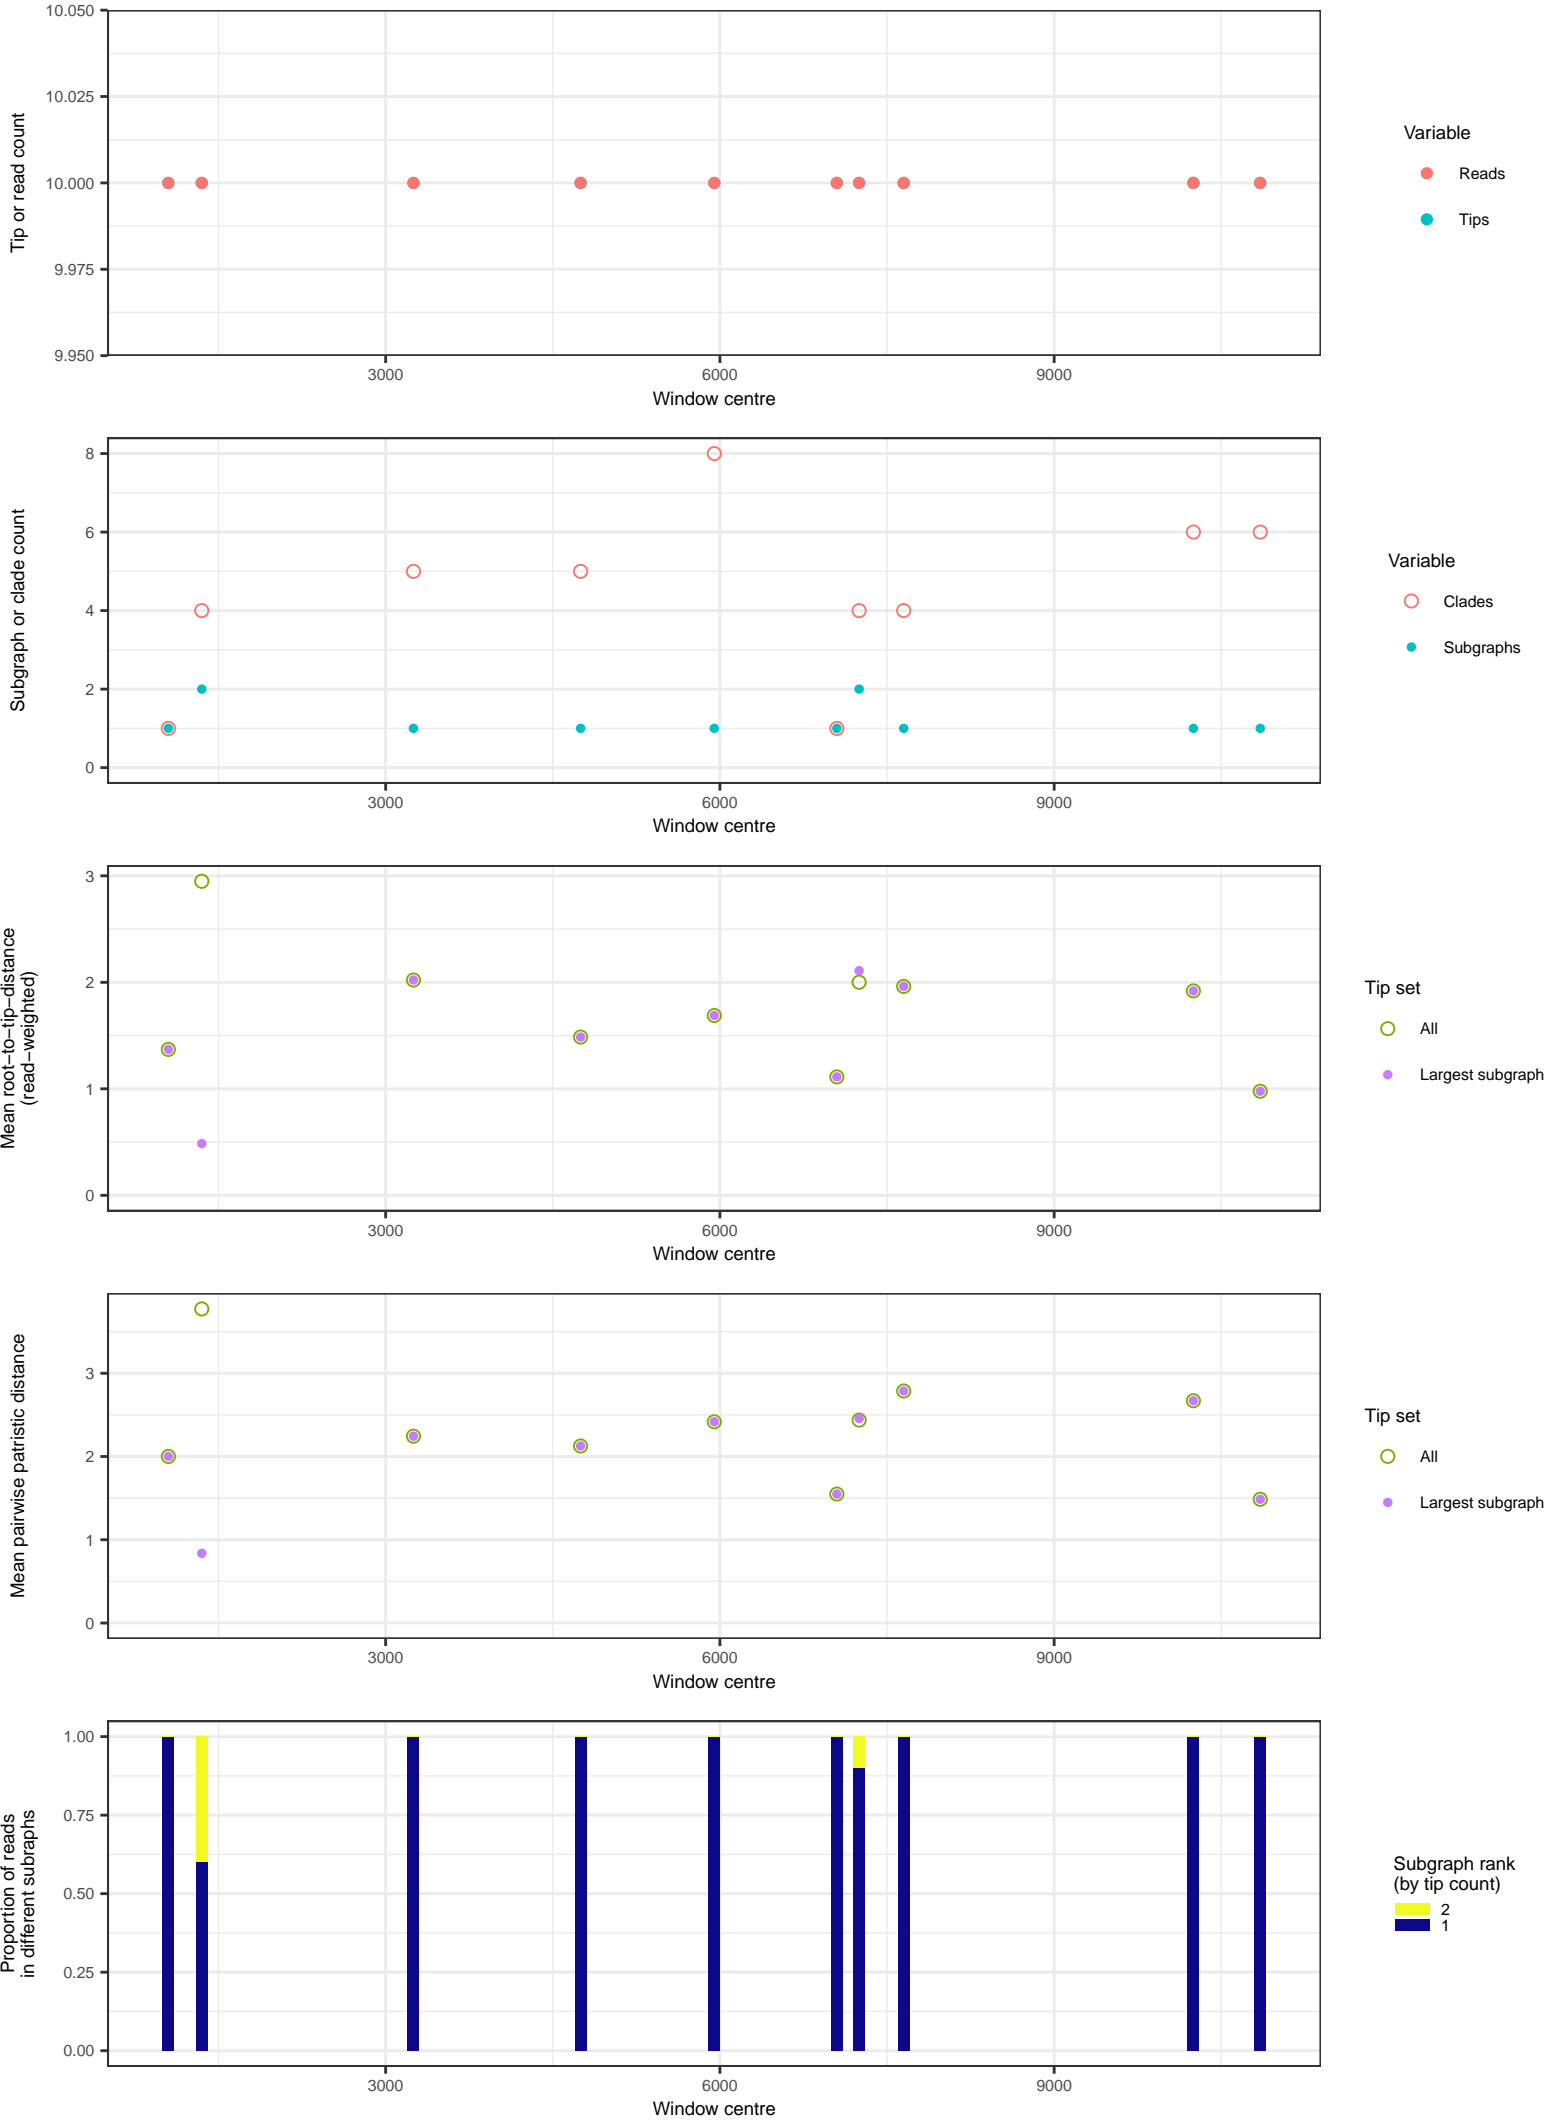 10.050
10.025
10.000
9.975
9.950
Tip or read count
3000
6000
9000
Window centre
Variable
Reads
Tips
8
6
4
2
0
Subgraph or clade count
3000
6000
9000
Window centre
Variable
Clades
Subgraphs
3
2
1
0
Mean root−to−tip−distance
(read−weighted)
3000
6000
9000
Window centre
Tip set
All
Largest subgraph
3
2
1
0
Mean pairwise patristic distance
3000
6000
9000
Window centre
Tip set
All
Largest subgraph
1.00
0.75
0.50
0.25
0.00
Proportion of reads
in different subraphs
3000
6000
9000
Window centre
Subgraph rank
(by tip count)
2
1